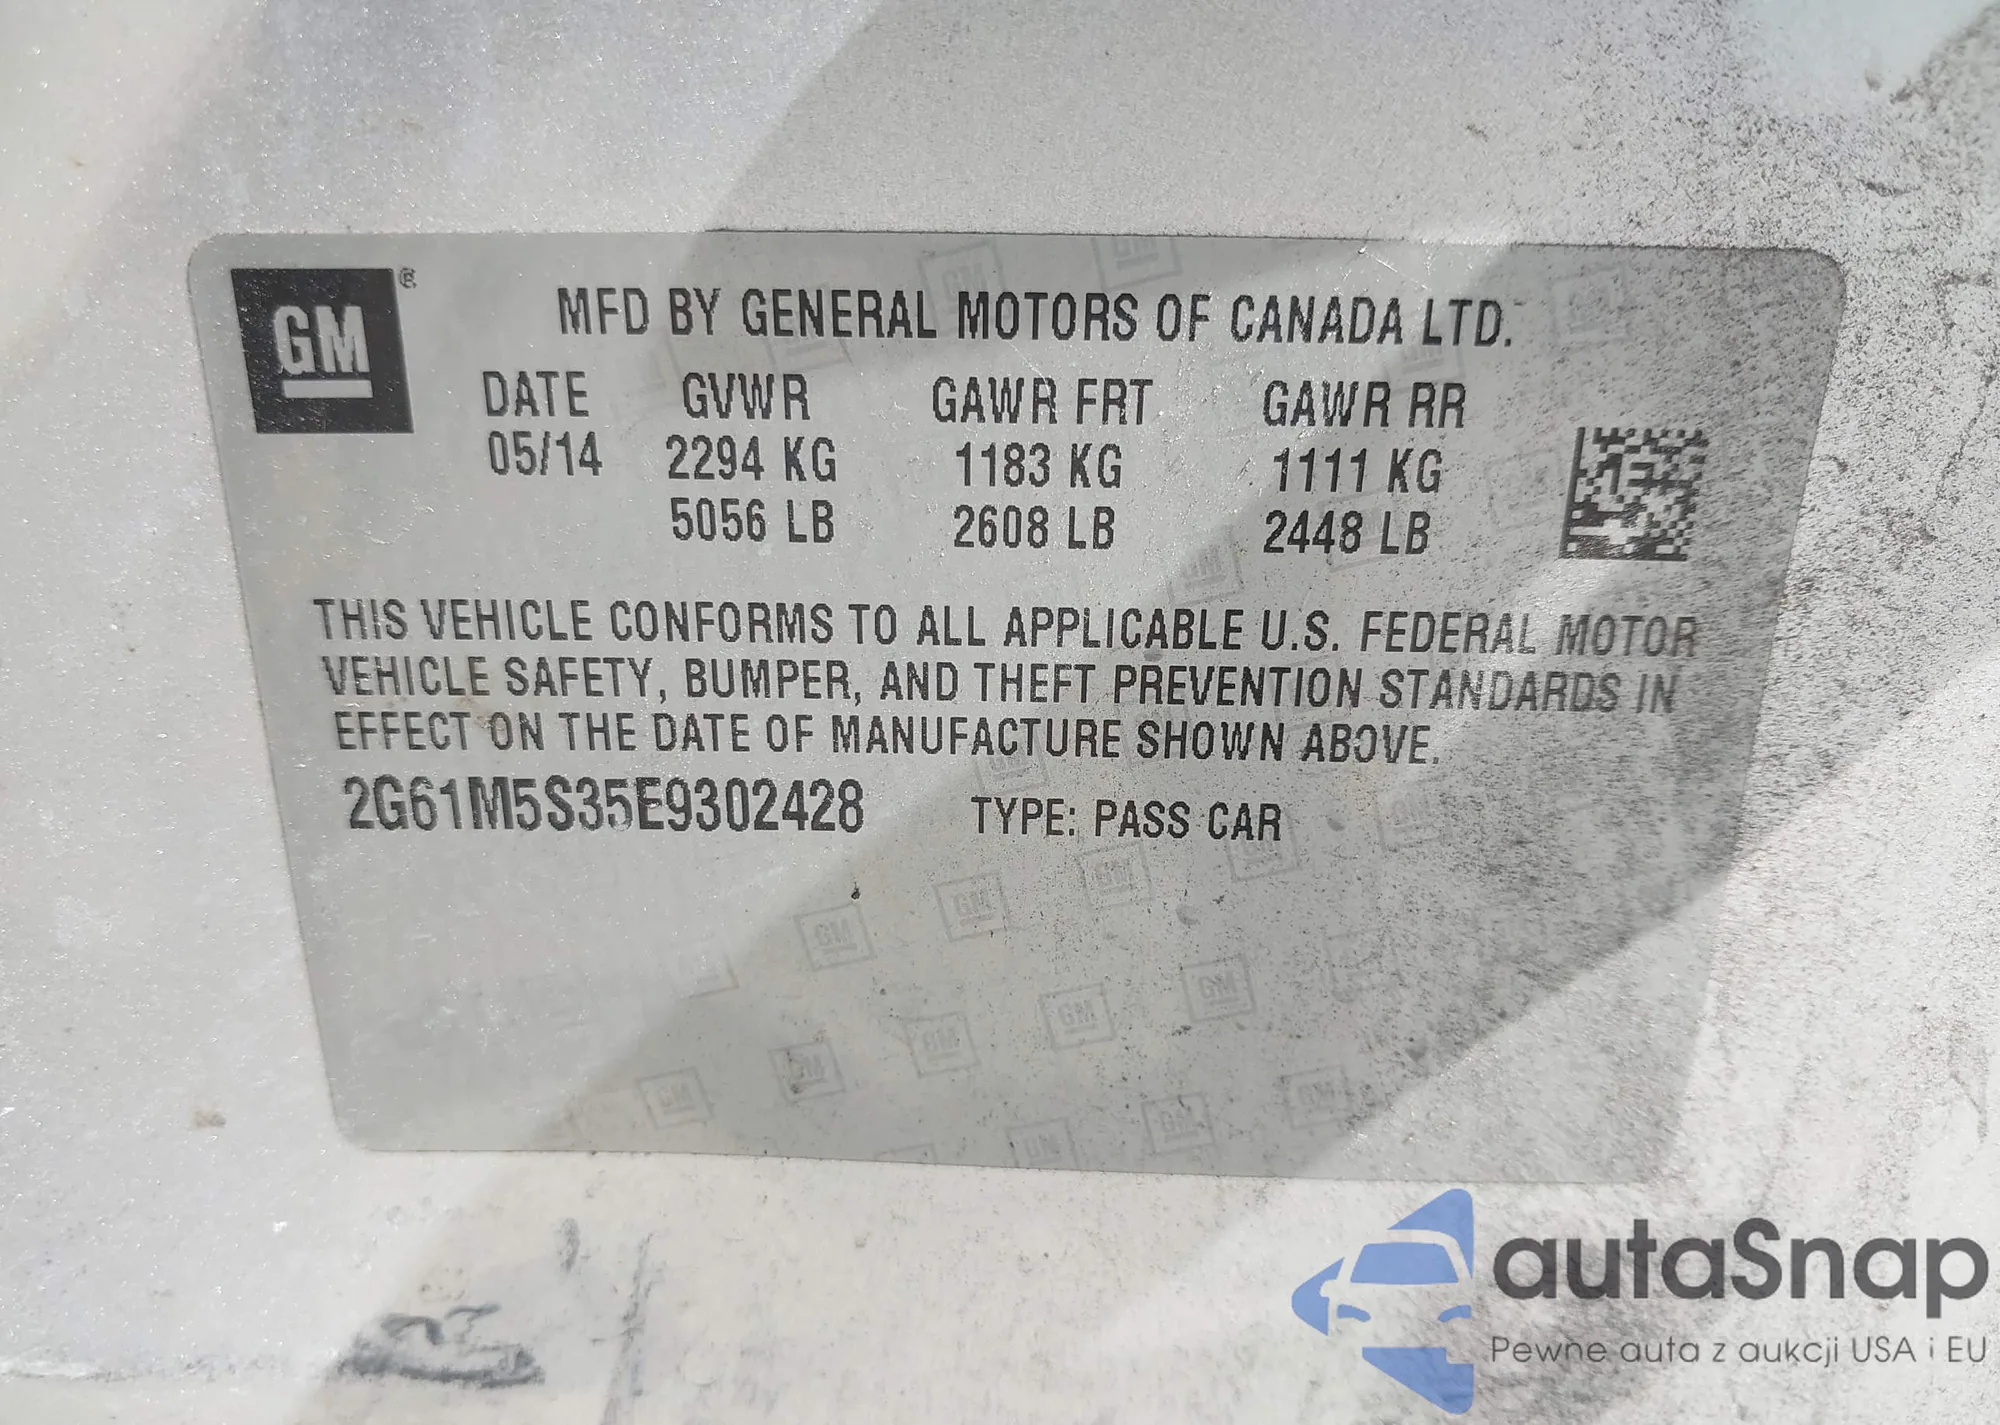 GM ®
MFD BY GENERAL MOTORS OF CANADA LTD.
DATE GVWR GAWR FRT GAWR RR
05/14 2294 KG 1183 KG 1111 KG
5056 LB 2608 LB 2448 LB
THIS VEHICLE CONFORMS TO ALL APPLICABLE U.S. FEDERAL MOTOR
VEHICLE SAFETY, BUMPER, AND THEFT PREVENTION STANDARDS IN
EFFECT ON THE DATE OF MANUFACTURE SHOWN ABOVE.
2G61M5S35E9302428 TYPE: PASS CAR
autaSnap
Pewne auta z aukcji USA i EU